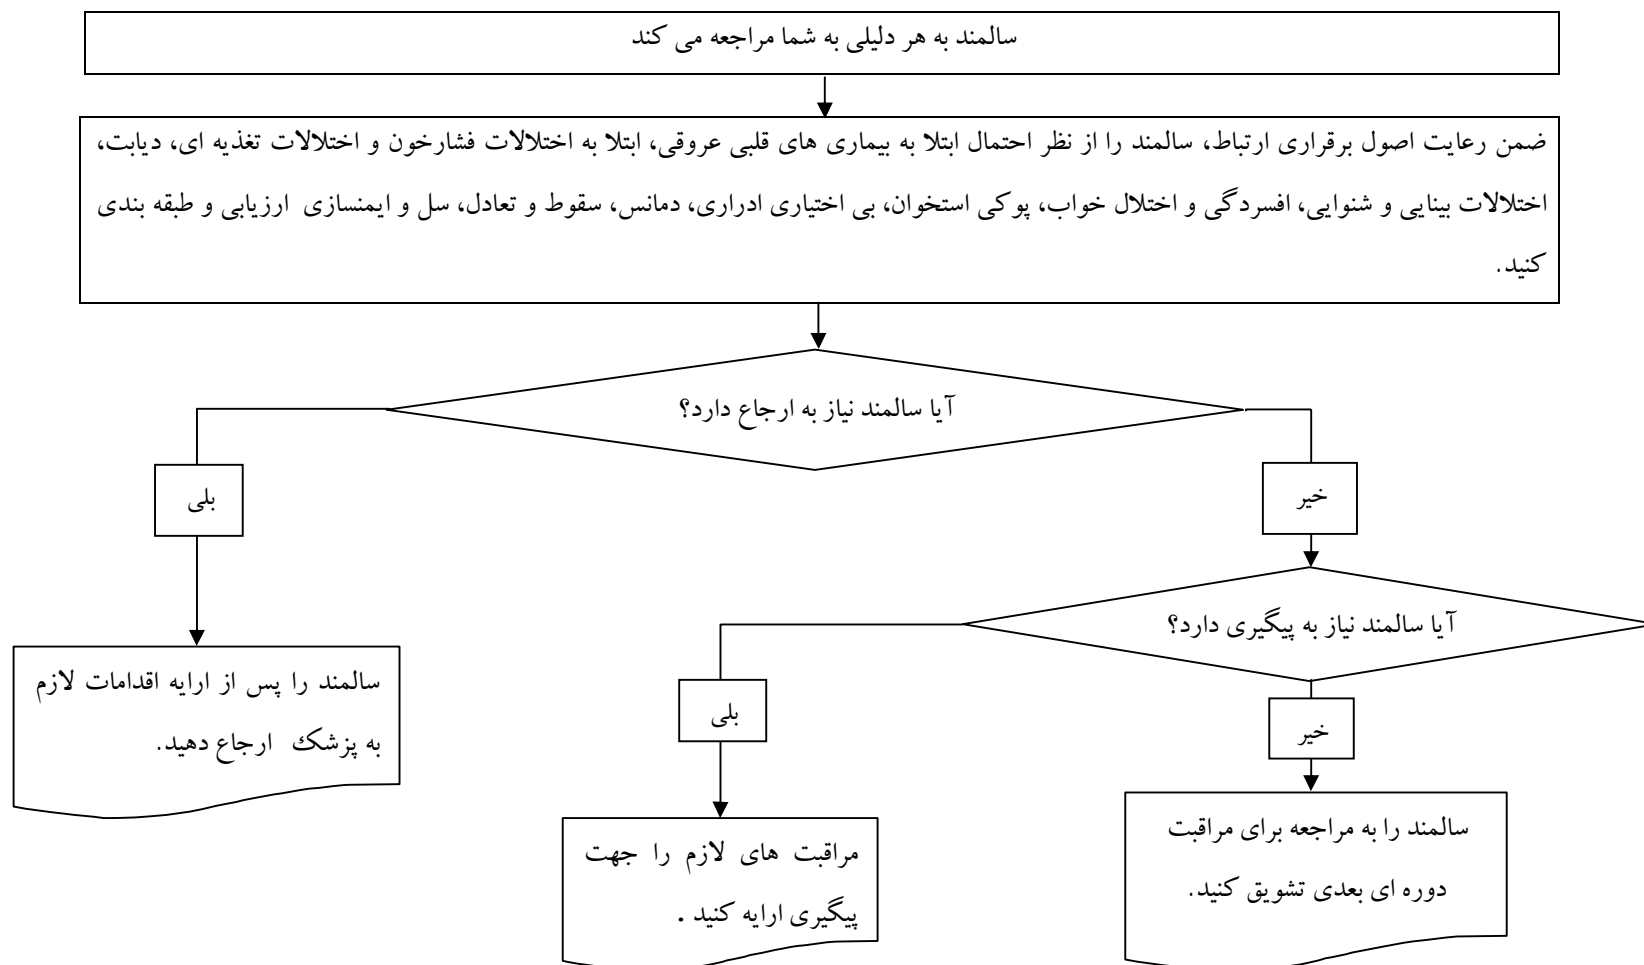 سالمند به هر دلیلی به شما مراجعه می کند
ضمن رعایت اصول برقراری ارتباط، سالمند را از نظر احتمال ابتلا به بیماری های قلبی عروقی، ابتلا به اختلالات فشارخون و اختلالات تغذیه ای، دیابت،
اختلالات بینایی و شنوایی، افسردگی و اختلال خواب، پوکی استخوان، بی اختیاری ادراری، دمانس، سقوط و تعادل، سل و ایمنسازی ارزیابی و طبقه بندی
کنید.
آیا سالمند نیاز به ارجاع دارد؟
خیر
بلی
آیا سالمند نیاز به پیگیری دارد؟
سالمند را پس از ارایه اقدامات لازم
به پزشک ارجاع دهید.
خیر
بلی
سالمند را به مراجعه برای مراقبت
دوره ای بعدی تشویق کنید.
مراقبت های لازم را جهت
پیگیری ارایه کنید .